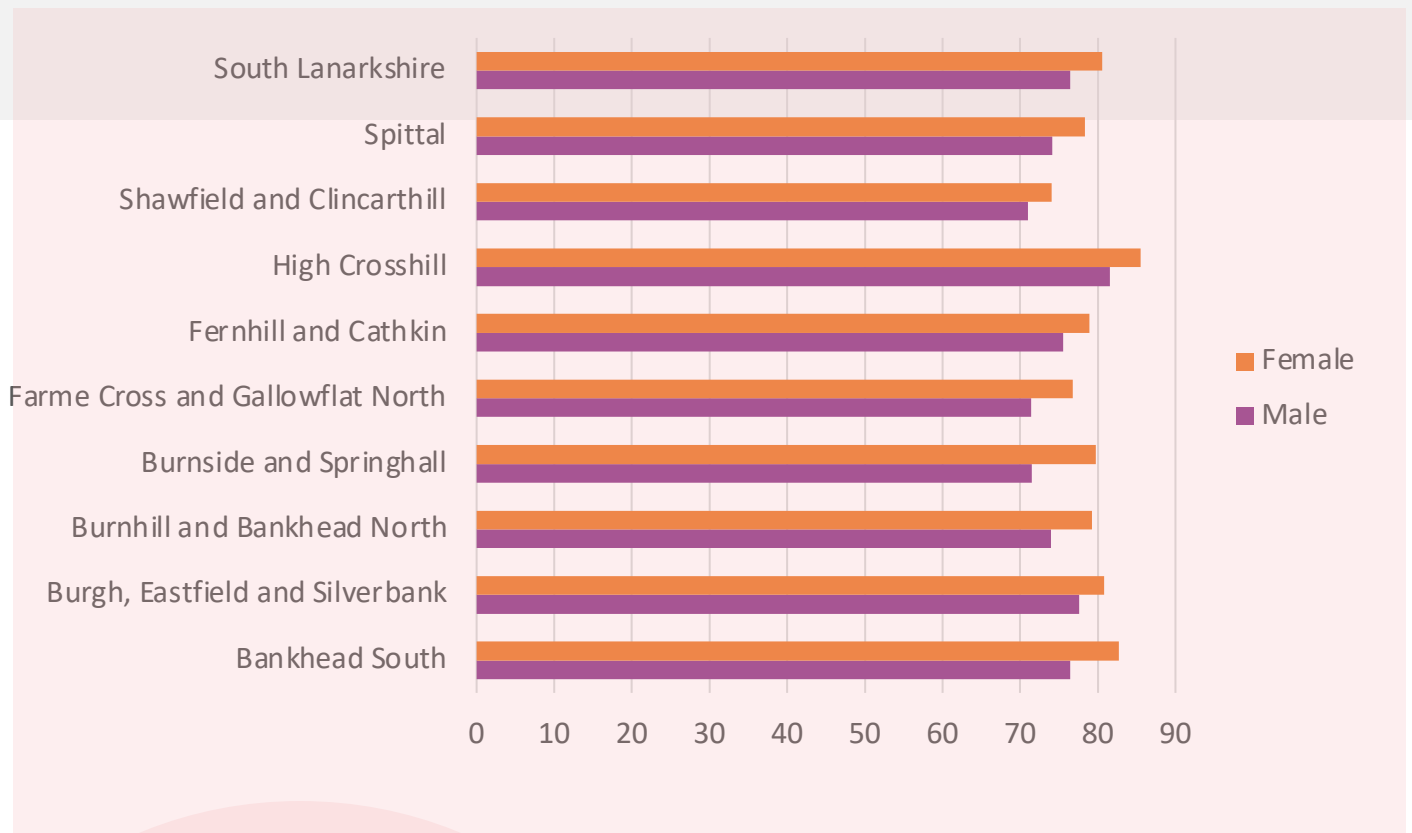 South Lanarkshire
Spittal
Shawfield and Clincarthill
High Crosshill
Fernhill and Cathkin
Farme Cross and Gallowflat North
Burnside and Springhall
Burnhill and Bankhead North
Burgh, Eastfield and Silverbank
Bankhead South
0 10 20 30 40 50 60 70 80 90
Female
Male